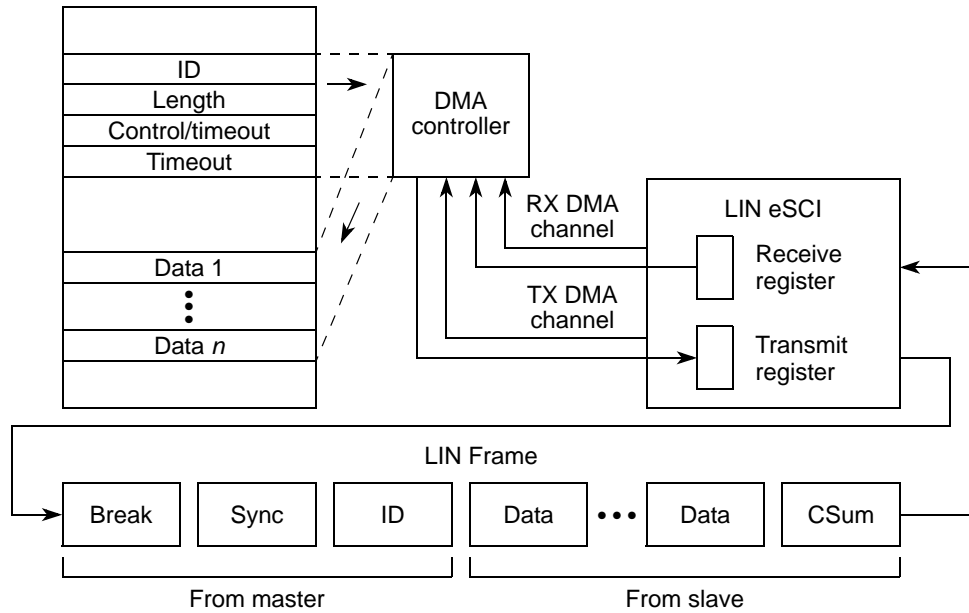 ID
Length
Control/timeout
Timeout
Data 1
Data n
DMA
controller
RX DMA
channel
TX DMA
channel
LIN eSCI
Receive
register
Transmit
register
LIN Frame
Break
Sync
ID
Data
Data
CSum
From master
From slave